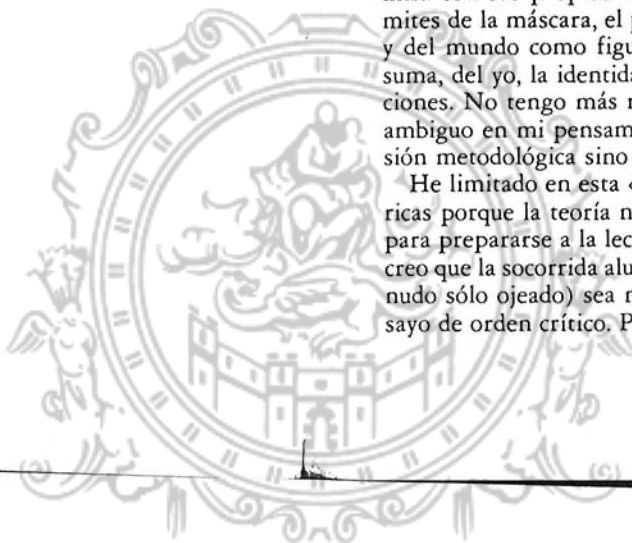 mites de la máscara, el
y del mundo como figu
suma, del yo, la identida
ciones. No tengo más
ambiguo en mi pensam
sión metodológica sino
He limitado en esta «
ricas porque la teoría n
para prepararse a la lec
creo que la socorrida alu
nudo sólo ojeado) sea
sayo de orden crítico. P